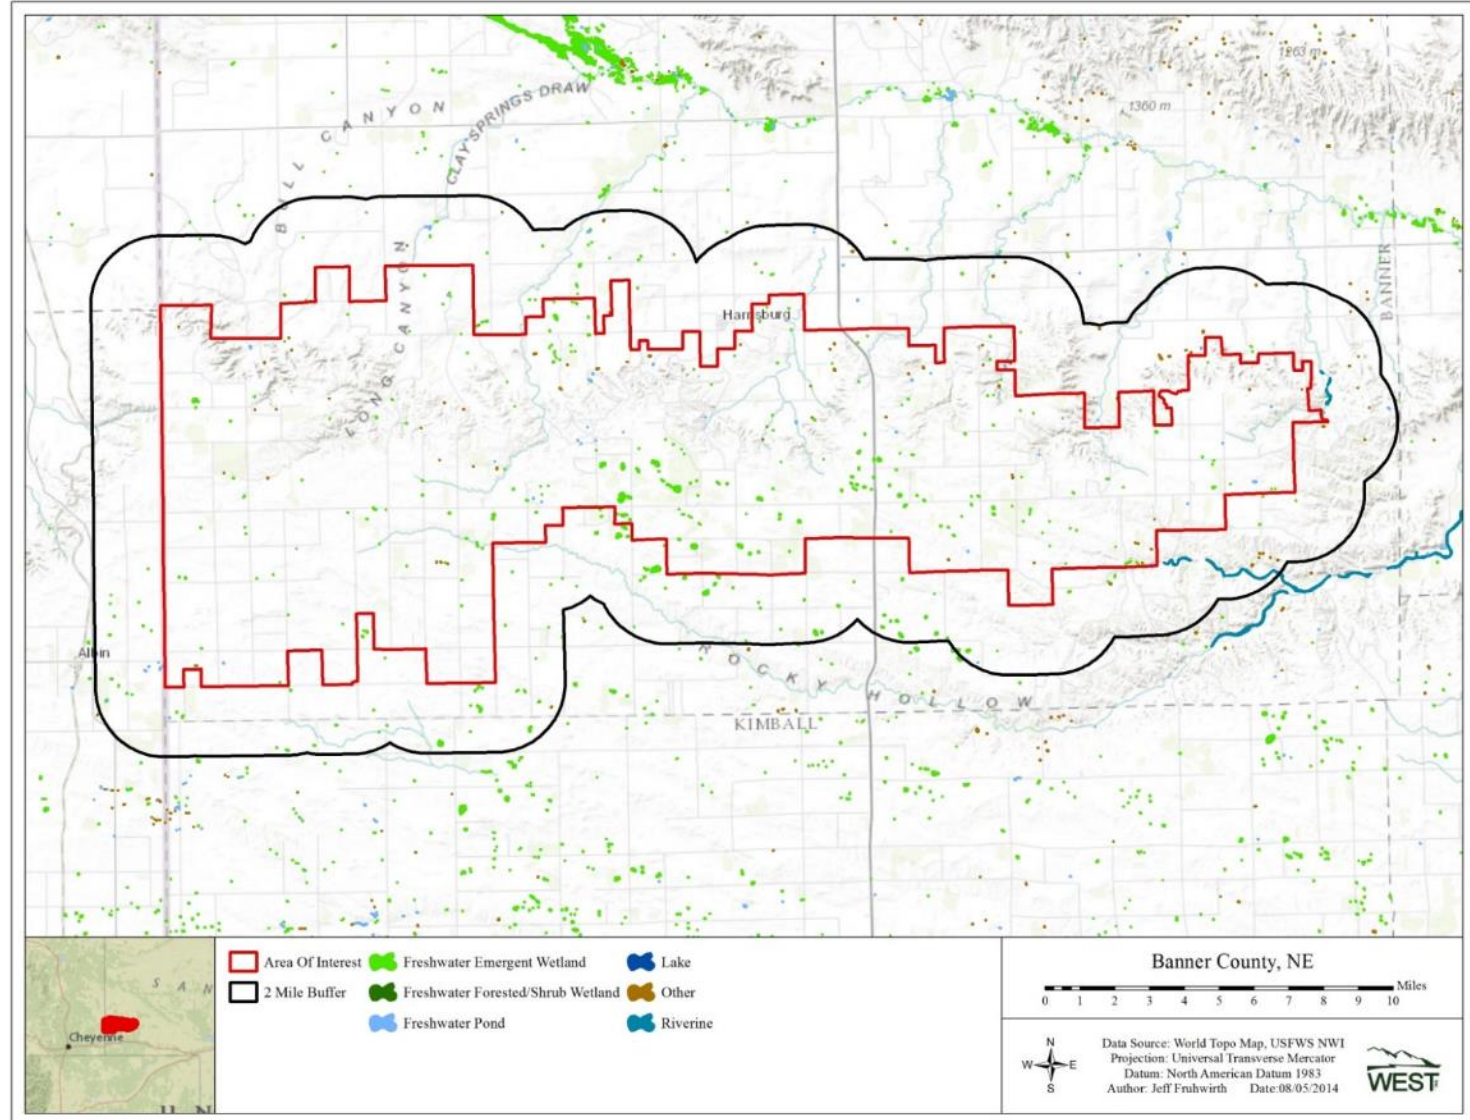 1263 m
1360 m
BULL CANYON
CLAY SPRINGS DRAW
LONG CANYON
BANNER
Harrisburg
Albin
ROCKY HOLLOW
KIMBALL
SAN
Cheyenne
Area Of Interest
2 Mile Buffer
Freshwater Emergent Wetland
Freshwater Forested/Shrub Wetland
Freshwater Pond
Lake
Other
Riverine
Banner County, NE
0 1 2 3 4 5 6 7 8 9 10 Miles
N
W E
S
Data Source: World Topo Map, USFWS NWI
Projection: Universal Transverse Mercator
Datum: North American Datum 1983
Author: Jeff Fruhwirth Date:08/05/2014
WEST